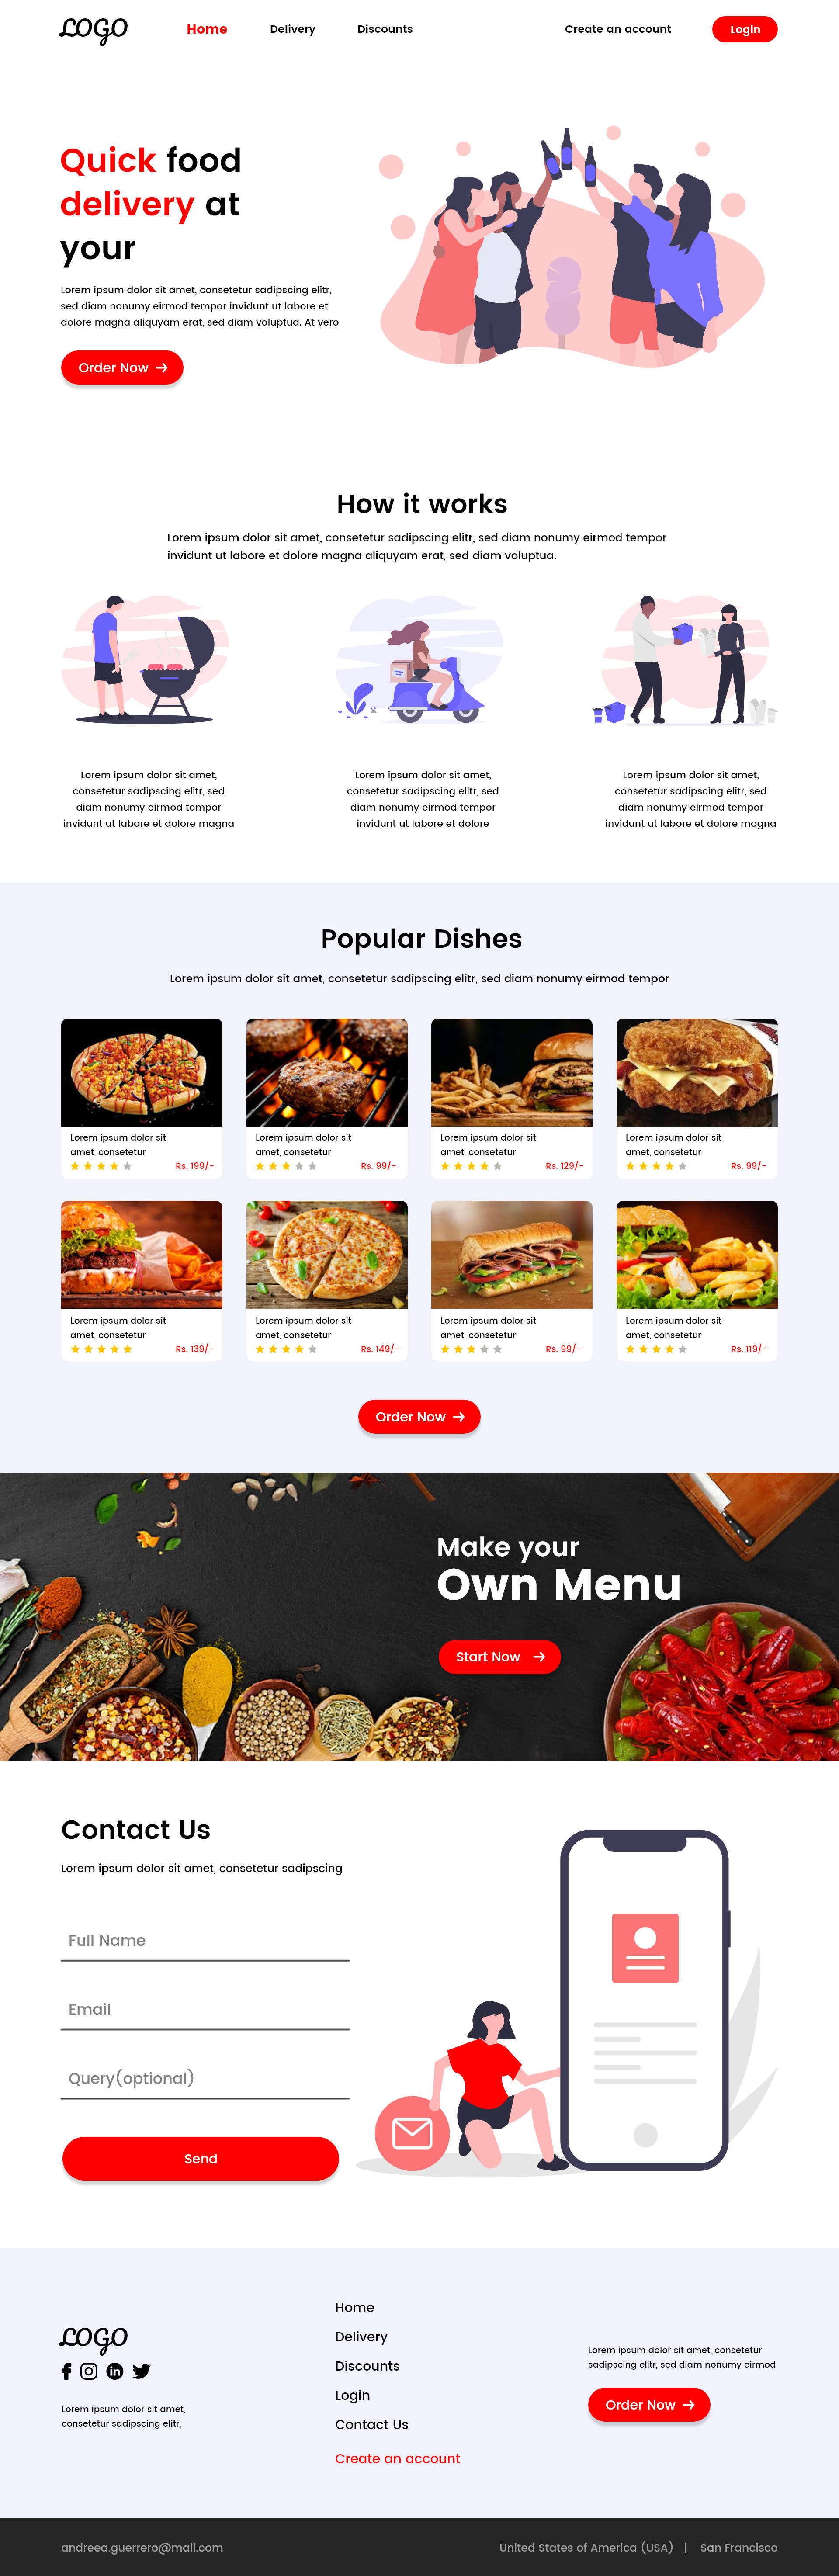 LOGO
Home
Delivery
Discounts
Create an account
Login
Quick food
delivery at
your
Lorem ipsum dolor sit amet, consetetur sadipscing elitr,
sed diam nonumy eirmod tempor invidunt ut labore et
dolore magna aliquyam erat, sed diam voluptua. At vero
Order Now
How it works
Lorem ipsum dolor sit amet, consetetur sadipscing elitr, sed diam nonumy eirmod tempor
invidunt ut labore et dolore magna aliquyam erat, sed diam voluptua.
Lorem ipsum dolor sit amet,
consetetur sadipscing elitr, sed
diam nonumy eirmod tempor
invidunt ut labore et dolore magna
Lorem ipsum dolor sit amet,
consetetur sadipscing elitr, sed
diam nonumy eirmod tempor
invidunt ut labore et dolore
Lorem ipsum dolor sit amet,
consetetur sadipscing elitr, sed
diam nonumy eirmod tempor
invidunt ut labore et dolore magna
Popular Dishes
Lorem ipsum dolor sit amet, consetetur sadipscing elitr, sed diam nonumy eirmod tempor
Lorem ipsum dolor sit
amet, consetetur
Rs. 199/-
Lorem ipsum dolor sit
amet, consetetur
Rs. 99/-
Lorem ipsum dolor sit
amet, consetetur
Rs. 129/-
Lorem ipsum dolor sit
amet, consetetur
Rs. 99/-
Lorem ipsum dolor sit
amet, consetetur
Rs. 139/-
Lorem ipsum dolor sit
amet, consetetur
Rs. 149/-
Lorem ipsum dolor sit
amet, consetetur
Rs. 99/-
Lorem ipsum dolor sit
amet, consetetur
Rs. 119/-
Order Now
Make your
Own Menu
Start Now
Contact Us
Lorem ipsum dolor sit amet, consetetur sadipscing
Full Name
Email
Query(optional)
Send
LOGO
Lorem ipsum dolor sit amet,
consetetur sadipscing elitr,
Home
Delivery
Discounts
Login
Contact Us
Create an account
Lorem ipsum dolor sit amet, consetetur
sadipscing elitr, sed diam nonumy eirmod
Order Now
andreea.guerrero@mail.com
United States of America (USA) | San Francisco